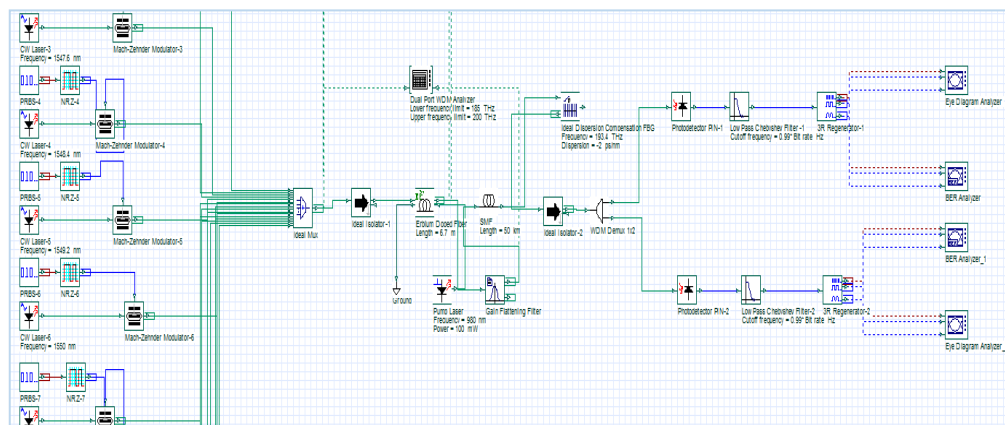 CW Laser-3
Frequency = 1547.6 nm
Mach-Zehnder Modulator-3
010...
PRBS-4
NRZ-4
CW Laser-4
Frequency = 1548.4 nm
Mach-Zehnder Modulator-4
010...
PRBS-5
NRZ-5
CW Laser-5
Frequency = 1549.2 nm
Mach-Zehnder Modulator-5
010...
PRBS-6
NRZ-6
CW Laser-6
Frequency = 1550 nm
Mach-Zehnder Modulator-6
010...
PRBS-7
NRZ-7
Ideal Mux
Ideal Isolator-1
Dual Port WDM Analyzer
Lower frequency limit = 185 THz
Upper frequency limit = 200 THz
Erbium Doped Fiber
Length = 6.7 m
Ground
Pump Laser
Frequency = 980 nm
Power = 100 mW
Gain Flattening Filter
SMF
Length = 50 km
Ideal Dispersion Compensation FBG
Frequency = 193.4 THz
Dispersion = -2 ps/nm
Ideal Isolator-2
WDM Demux 1x2
Photodetector PIN-1
Low Pass Chebishev Filter -1
Cutoff frequency = 0.99* Bit rate Hz
3R Regenerator-1
Eye Diagram Analyzer
BER Analyzer
Photodetector PIN-2
Low Pass Chebishev Filter-2
Cutoff frequency = 0.99* Bit rate Hz
3R Regenerator-2
BER Analyzer_1
Eye Diagram Analyzer_